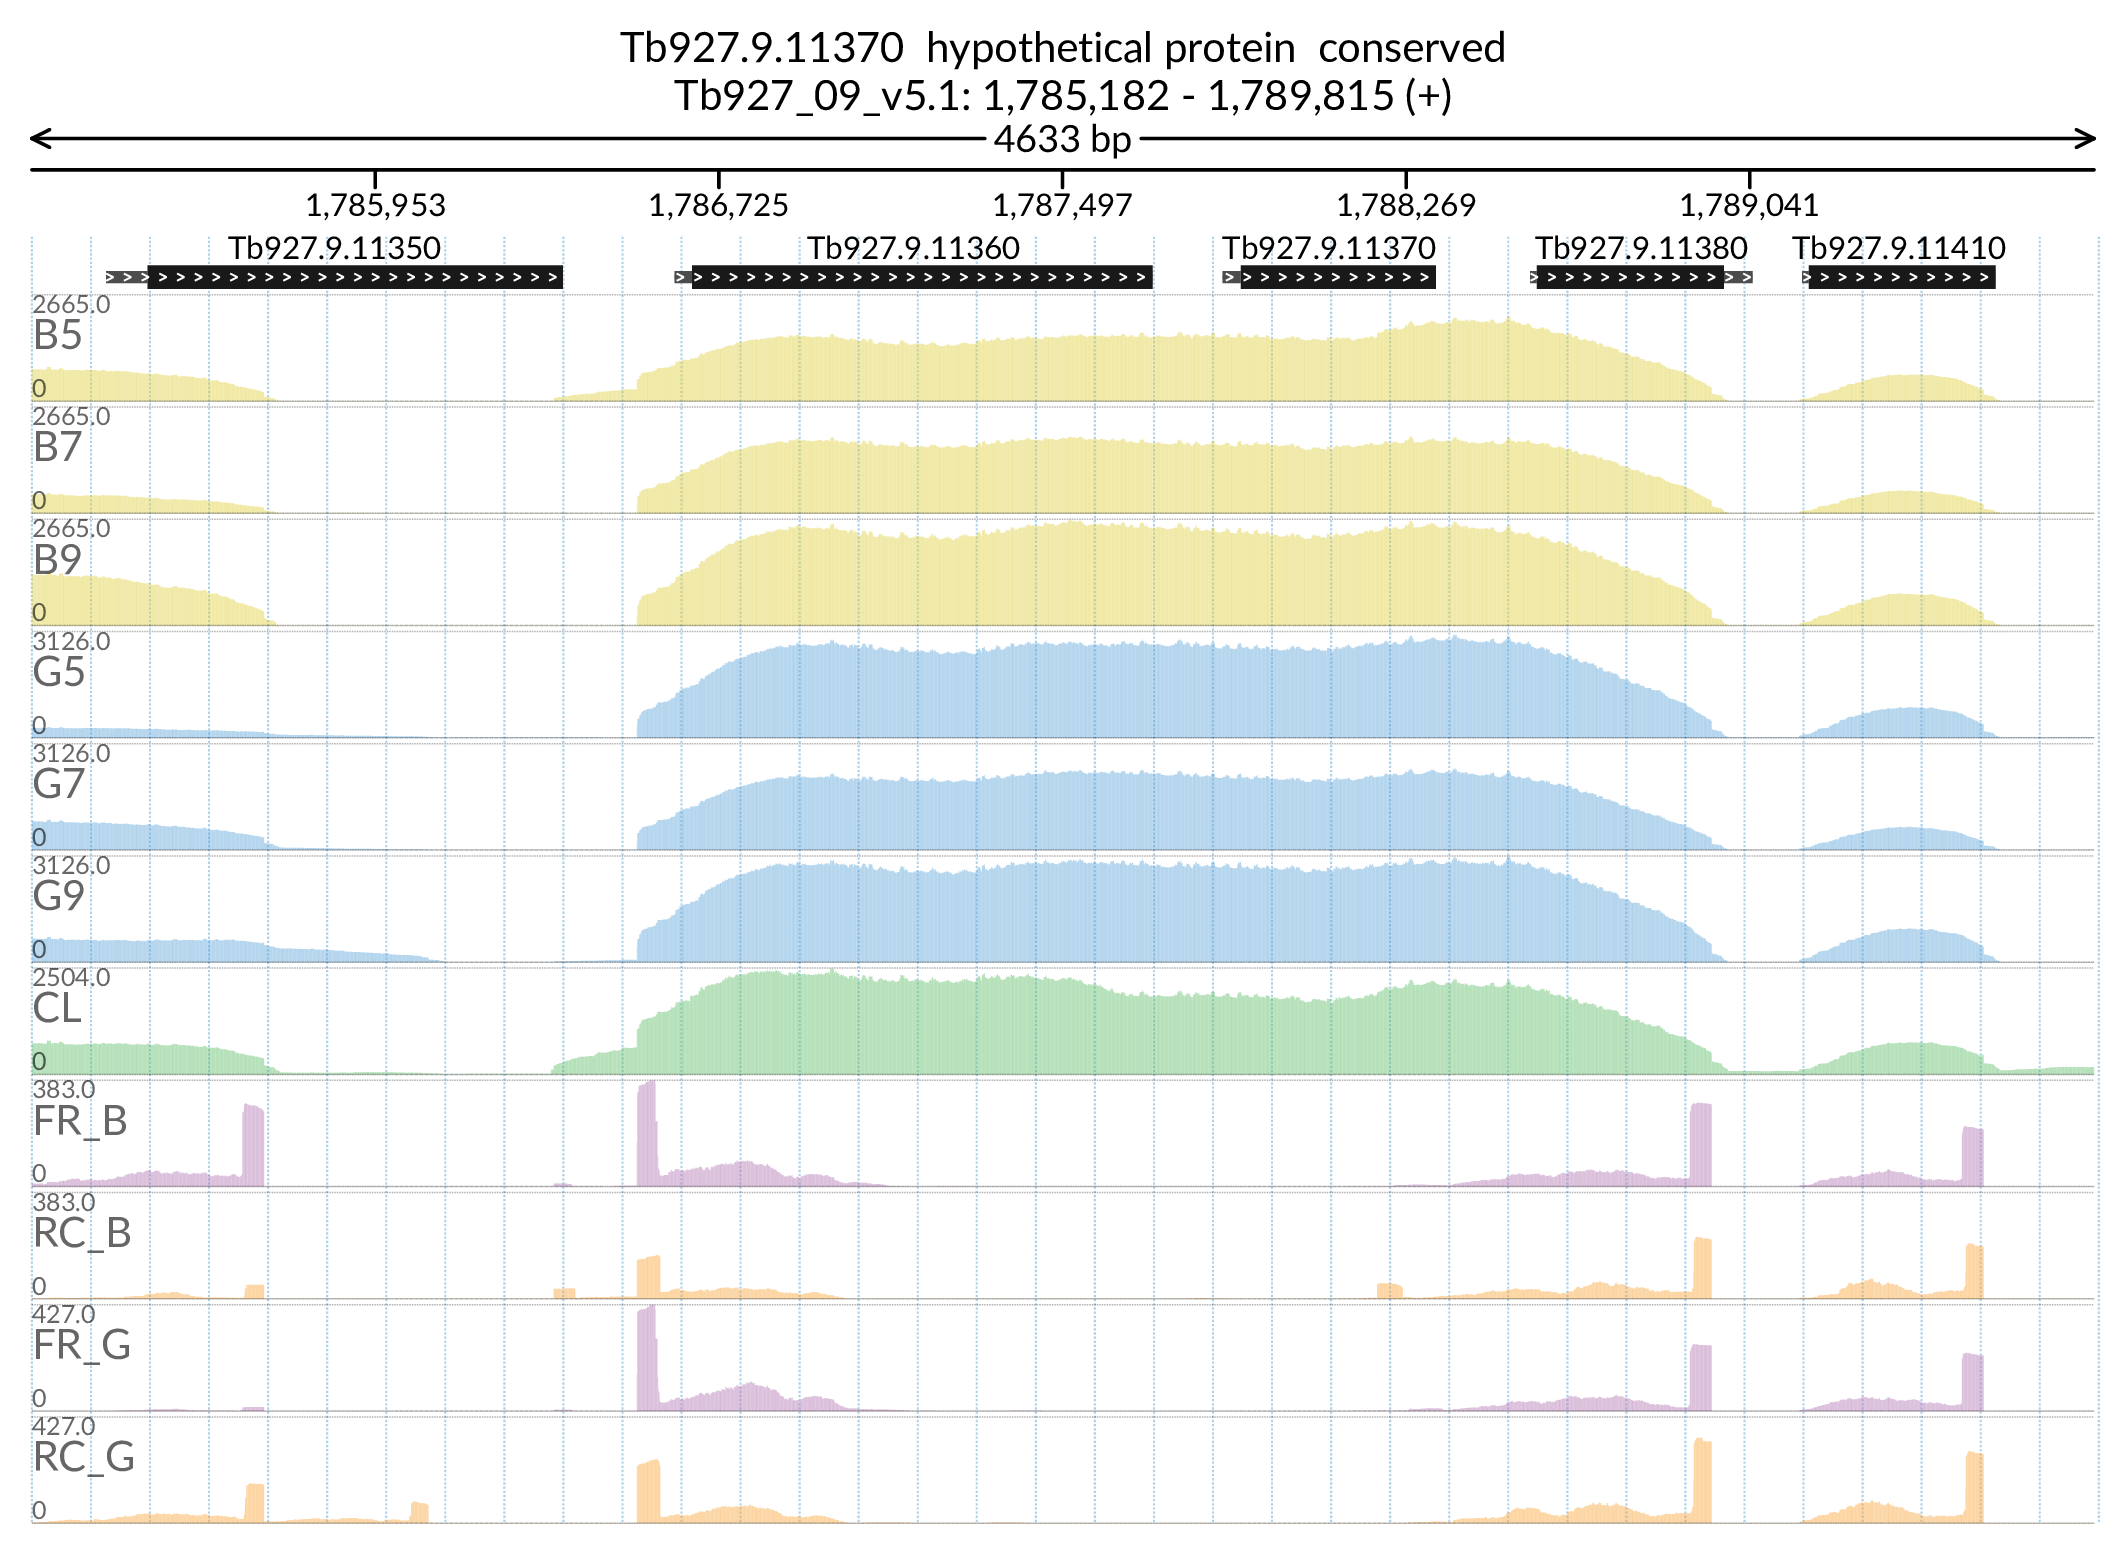 Tb927.9.11370  hypothetical protein  conserved
Tb927_09_v5.1: 1,785,182 - 1,789,815 (+)
4633 bp
1,785,953 1,786,725 1,787,497 1,788,269 1,789,041
Tb927.9.11350 Tb927.9.11360 Tb927.9.11370 Tb927.9.11380 Tb927.9.11410
2665.0
B5
0
2665.0
B7
0
2665.0
B9
0
3126.0
G5
0
3126.0
G7
0
3126.0
G9
0
2504.0
CL
0
383.0
FR_B
0
383.0
RC_B
0
427.0
FR_G
0
427.0
RC_G
0